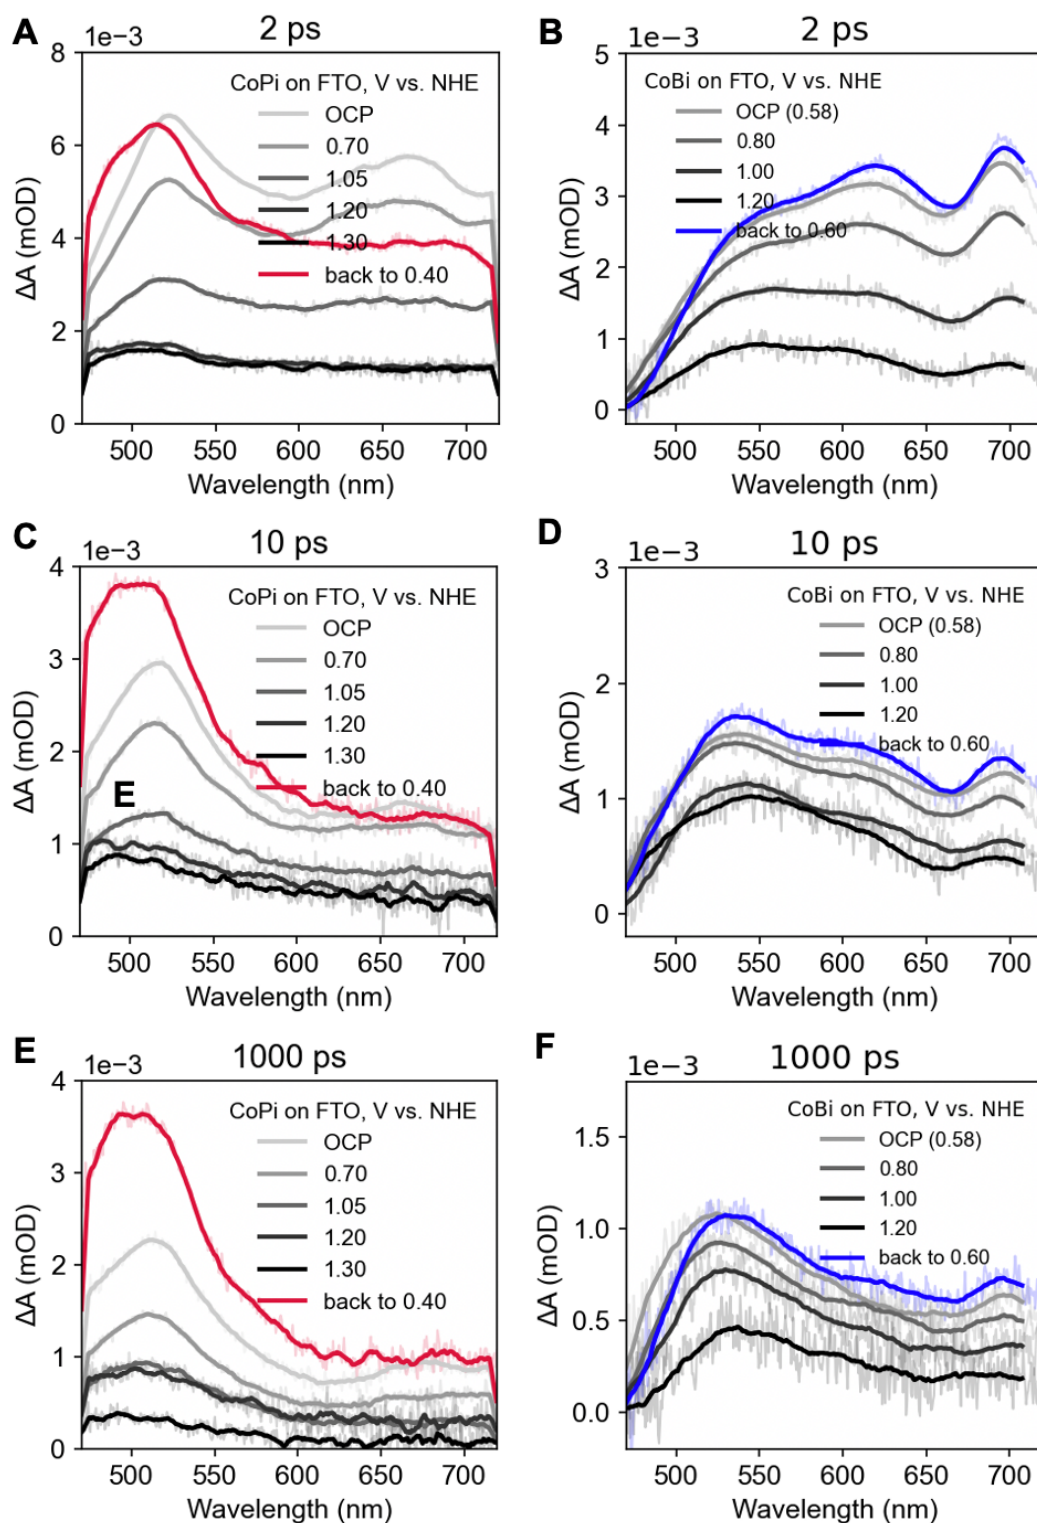 A 1e−3 2 ps
8
6
4
2
0
ΔA (mOD)
CoPi on FTO, V vs. NHE
OCP
0.70
1.05
1.20
1.30
back to 0.40
500 550 600 650 700
Wavelength (nm)
B 1e−3 2 ps
5
4
3
2
1
0
ΔA (mOD)
CoBi on FTO, V vs. NHE
OCP (0.58)
0.80
1.00
1.20
back to 0.60
500 550 600 650 700
Wavelength (nm)
C 1e−3 10 ps
4
3
2
1
0
ΔA (mOD)
CoPi on FTO, V vs. NHE
OCP
0.70
1.05
1.20
1.30
back to 0.40
E
500 550 600 650 700
Wavelength (nm)
D 1e−3 10 ps
3
2
1
0
ΔA (mOD)
CoBi on FTO, V vs. NHE
OCP (0.58)
0.80
1.00
1.20
back to 0.60
500 550 600 650 700
Wavelength (nm)
E 1e−3 1000 ps
4
3
2
1
0
ΔA (mOD)
CoPi on FTO, V vs. NHE
OCP
0.70
1.05
1.20
1.30
back to 0.40
500 550 600 650 700
Wavelength (nm)
F 1e−3 1000 ps
1.5
1.0
0.5
0.0
ΔA (mOD)
CoBi on FTO, V vs. NHE
OCP (0.58)
0.80
1.00
1.20
back to 0.60
500 550 600 650 700
Wavelength (nm)